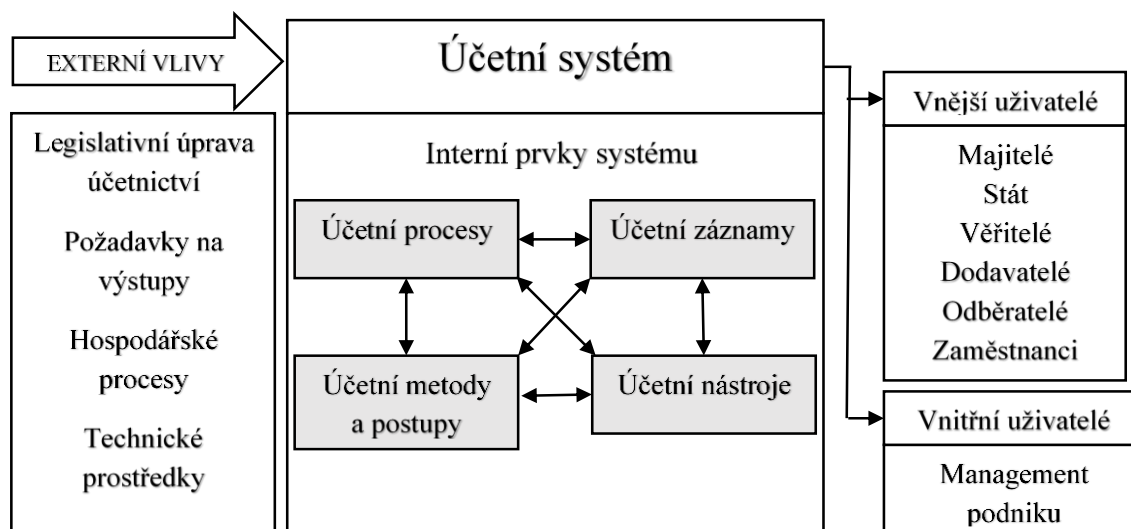 EXTERNÍ VLIVY
Legislativní úprava
účetnictví
Požadavky na
výstupy
Hospodářské
procesy
Technické
prostředky
Účetní systém
Interní prvky systému
Účetní procesy
Účetní záznamy
Účetní metody
a postupy
Účetní nástroje
Vnější uživatelé
Majitelé
Stát
Věřitelé
Dodavatelé
Odběratelé
Zaměstnanci
Vnitřní uživatelé
Management
podniku